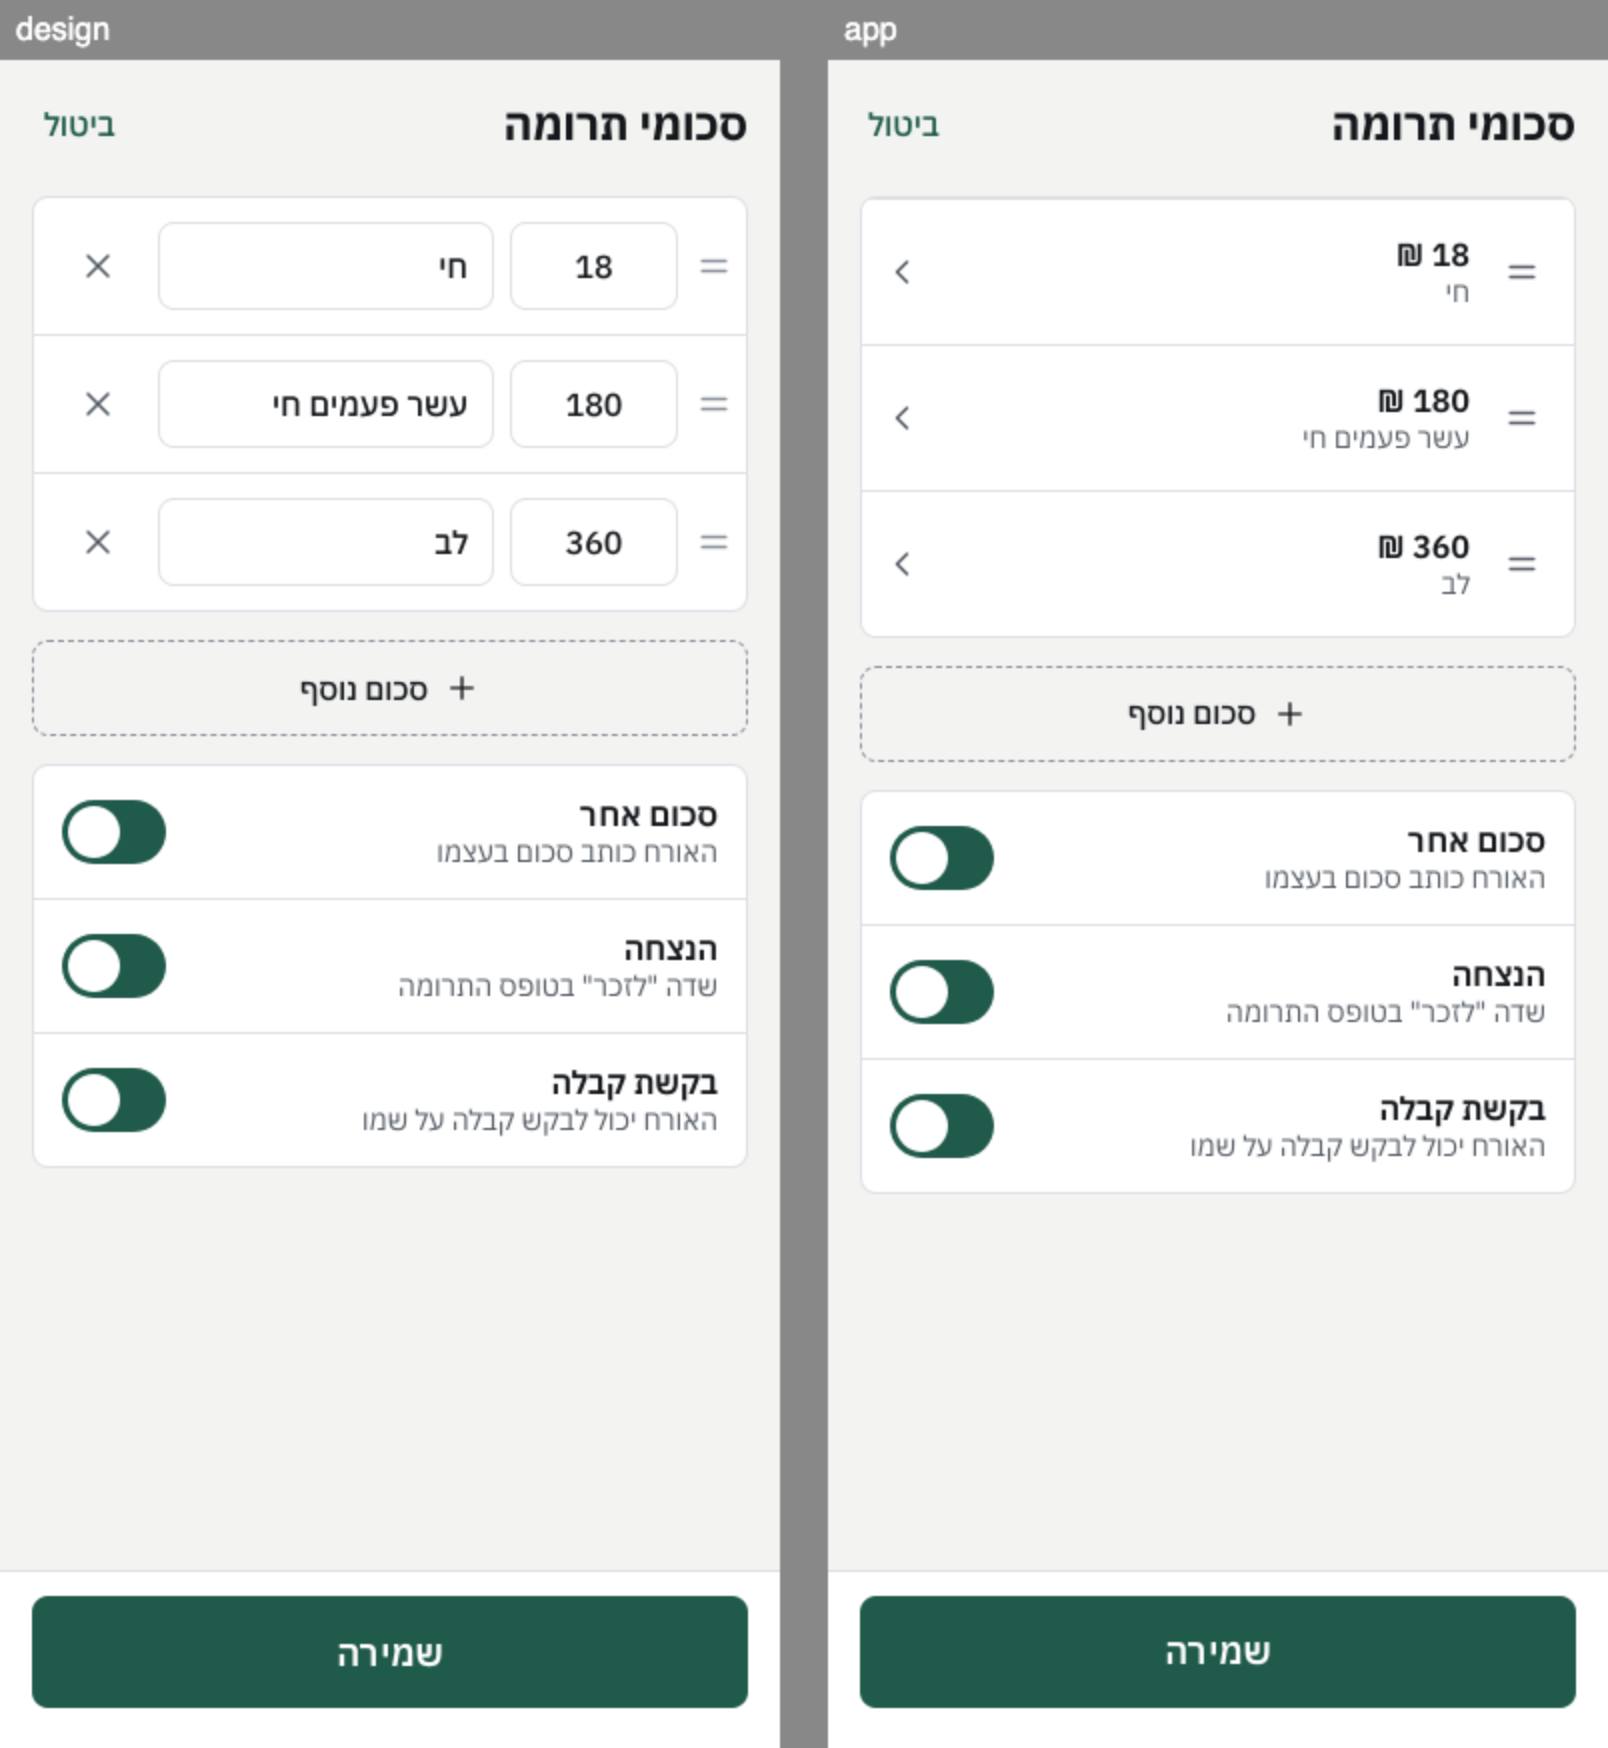 design
סכומי תרומה
ביטול
18
חי
180
עשר פעמים חי
360
לב
+ סכום נוסף
סכום אחר
האורח כותב סכום בעצמו
הנצחה
שדה "לזכר" בטופס התרומה
בקשת קבלה
האורח יכול לבקש קבלה על שמו
שמירה
app
סכומי תרומה
ביטול
18 ₪
חי
180 ₪
עשר פעמים חי
360 ₪
לב
+ סכום נוסף
סכום אחר
האורח כותב סכום בעצמו
הנצחה
שדה "לזכר" בטופס התרומה
בקשת קבלה
האורח יכול לבקש קבלה על שמו
שמירה